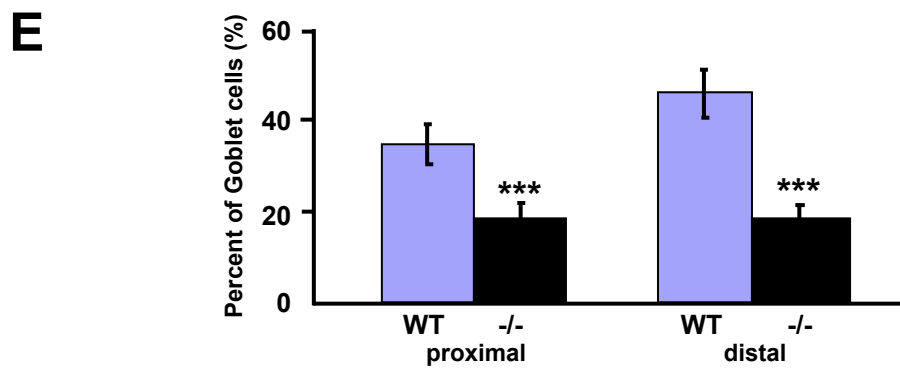 E
Percent of Goblet cells (%)
60
40
20
0
***
***
WT -/- WT -/-
proximal distal